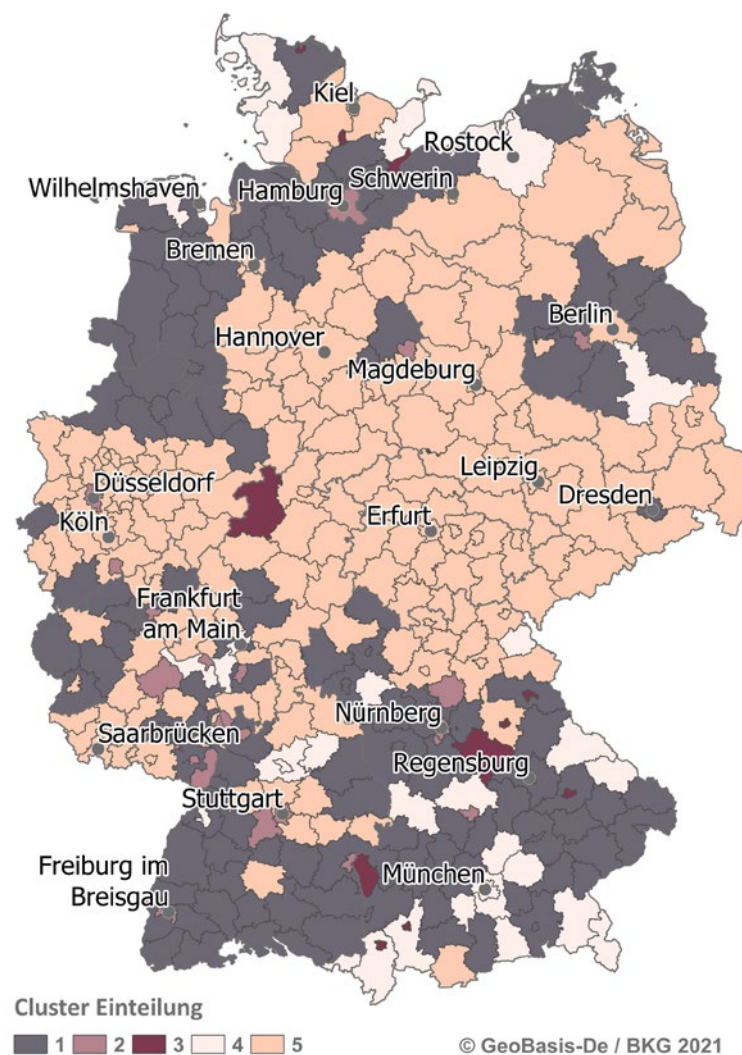 Kiel
Rostock
Wilhelmshaven
Hamburg
Schwerin
Bremen
Berlin
Hannover
Magdeburg
Leipzig
Düsseldorf
Dresden
Köln
Erfurt
Frankfurt
am Main
Nürnberg
Saarbrücken
Regensburg
Stuttgart
Freiburg im
Breisgau
München
Cluster Einteilung
1 2 3 4 5
© GeoBasis-De / BKG 2021